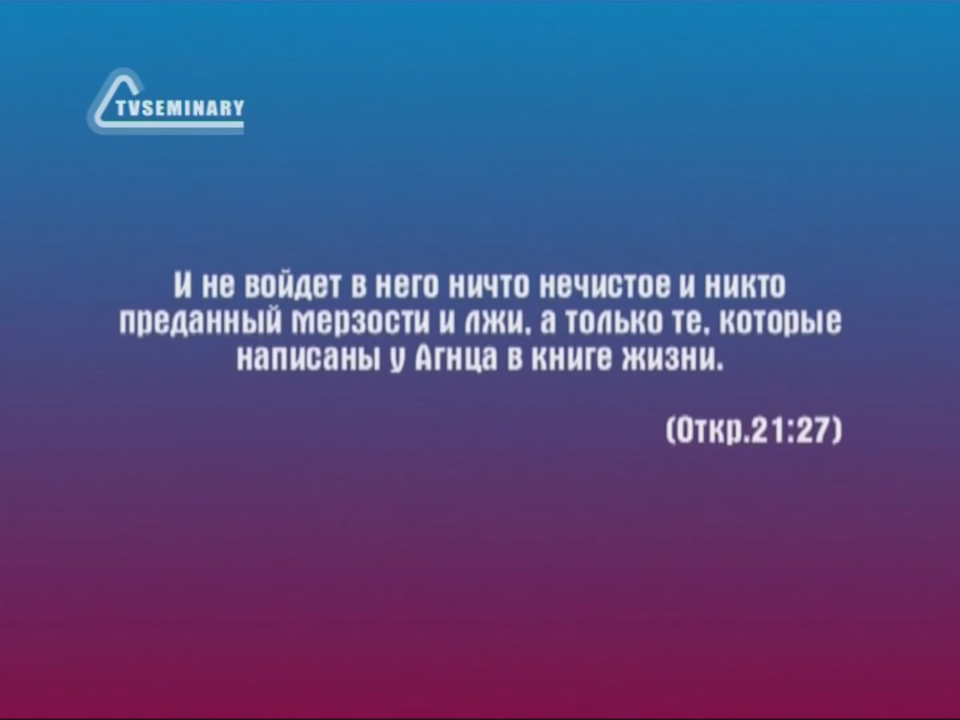 TVSEMINARY
И не войдет в него ничто нечистое и никто
преданный мерзости и лжи, а только те, которые
написаны у Агнца в книге жизни.
(Откр.21:27)